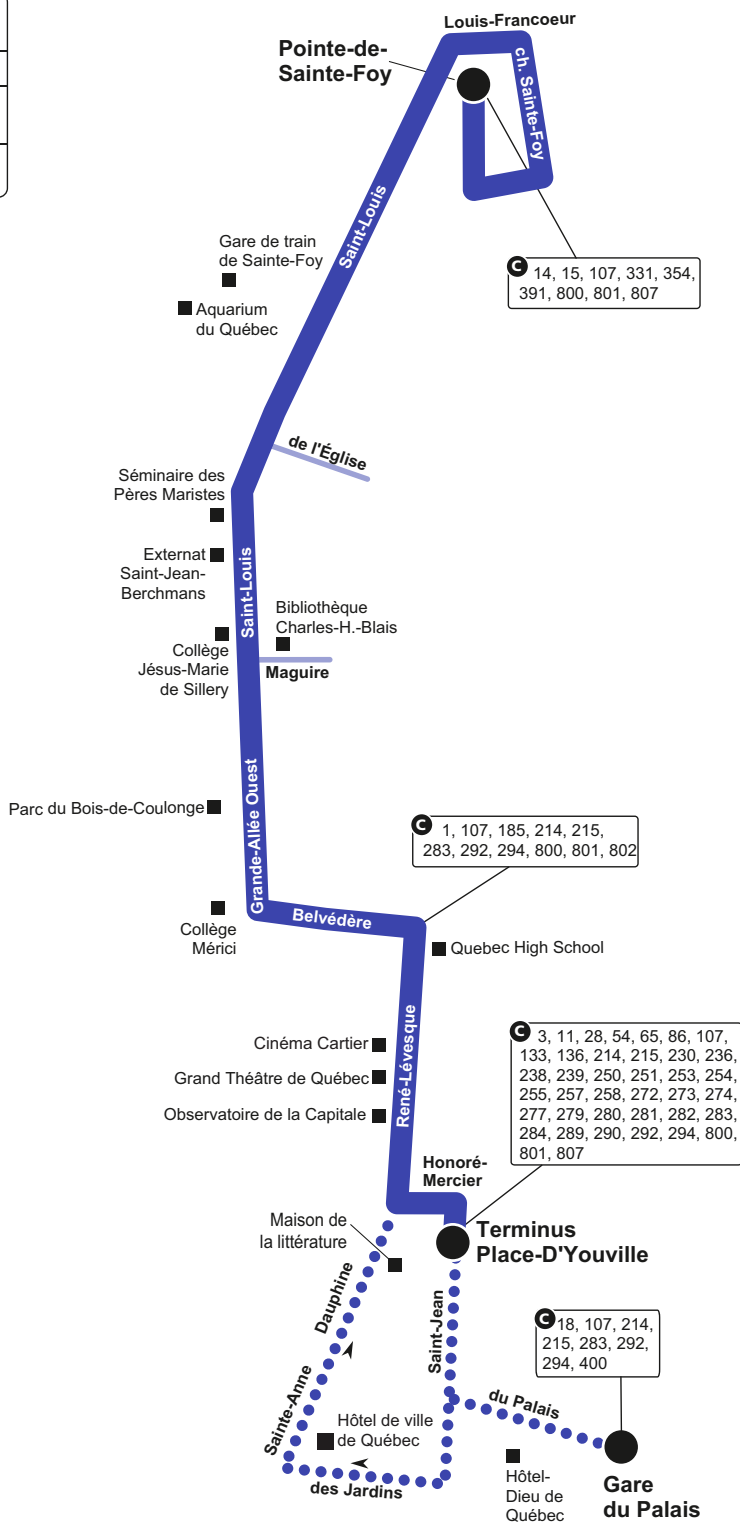 Louis-Francoeur
Pointe-de-
Sainte-Foy
ch. Sainte-Foy
Saint-Louis
Gare de train
de Sainte-Foy
Aquarium
du Québec
C 14, 15, 107, 331, 354,
391, 800, 801, 807
de l'Église
Séminaire des
Pères Maristes
Externat
Saint-Jean-
Berchmans
Saint-Louis
Bibliothèque
Charles-H.-Blais
Collège
Jésus-Marie
de Sillery
Maguire
Parc du Bois-de-Coulonge
Grande-Allée Ouest
C 1, 107, 185, 214, 215,
283, 292, 294, 800, 801, 802
Belvédère
Collège
Mérici
Quebec High School
René-Lévesque
Cinéma Cartier
Grand Théâtre de Québec
Observatoire de la Capitale
C 3, 11, 28, 54, 65, 86, 107,
133, 136, 214, 215, 230, 236,
238, 239, 250, 251, 253, 254,
255, 257, 258, 272, 273, 274,
277, 279, 280, 281, 282, 283,
284, 289, 290, 292, 294, 800,
801, 807
Honoré-
Mercier
Maison de
la littérature
Terminus
Place-D'Youville
Dauphine
Saint-Jean
C 18, 107, 214,
215, 283, 292,
294, 400
Sainte-Anne
du Palais
Hôtel de ville
de Québec
des Jardins
Hôtel-
Dieu de
Québec
Gare
du Palais